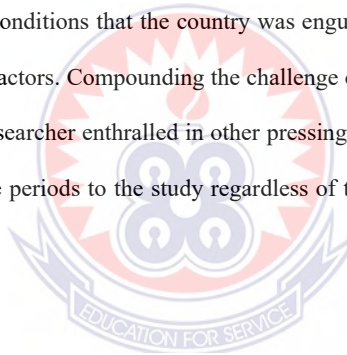 onditions that the country was engu
actors. Compounding the challenge
searcher enthralled in other pressing
periods to the study regardless of
EDUCATION FOR SERVICE